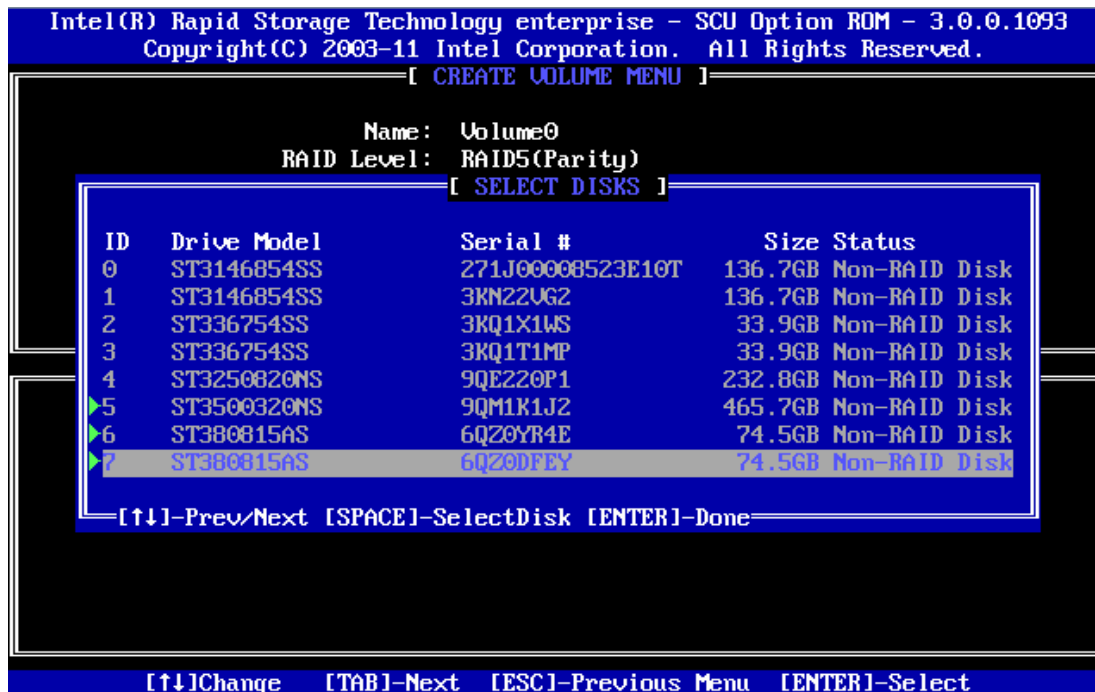 Intel(R) Rapid Storage Technology enterprise - SCU Option ROM - 3.0.0.1093
Copyright(C) 2003-11 Intel Corporation. All Rights Reserved.
[ CREATE VOLUME MENU ]
Name: Volume0
RAID Level: RAID5(Parity)
[ SELECT DISKS ]
ID Drive Model Serial # Size Status
0 ST3146854SS 271J00008523E10T 136.7GB Non-RAID Disk
1 ST3146854SS 3KN22VG2 136.7GB Non-RAID Disk
2 ST336754SS 3KQ1X1WS 33.9GB Non-RAID Disk
3 ST336754SS 3KQ1T1MP 33.9GB Non-RAID Disk
4 ST3250820NS 9QE220P1 232.8GB Non-RAID Disk
5 ST3500320NS 9QM1K1J2 465.7GB Non-RAID Disk
6 ST380815AS 6QZ0YR4E 74.5GB Non-RAID Disk
7 ST380815AS 6QZ0DFEY 74.5GB Non-RAID Disk
[↑↓]-Prev/Next [SPACE]-SelectDisk [ENTER]-Done
[↑↓]Change [TAB]-Next [ESC]-Previous Menu [ENTER]-Select